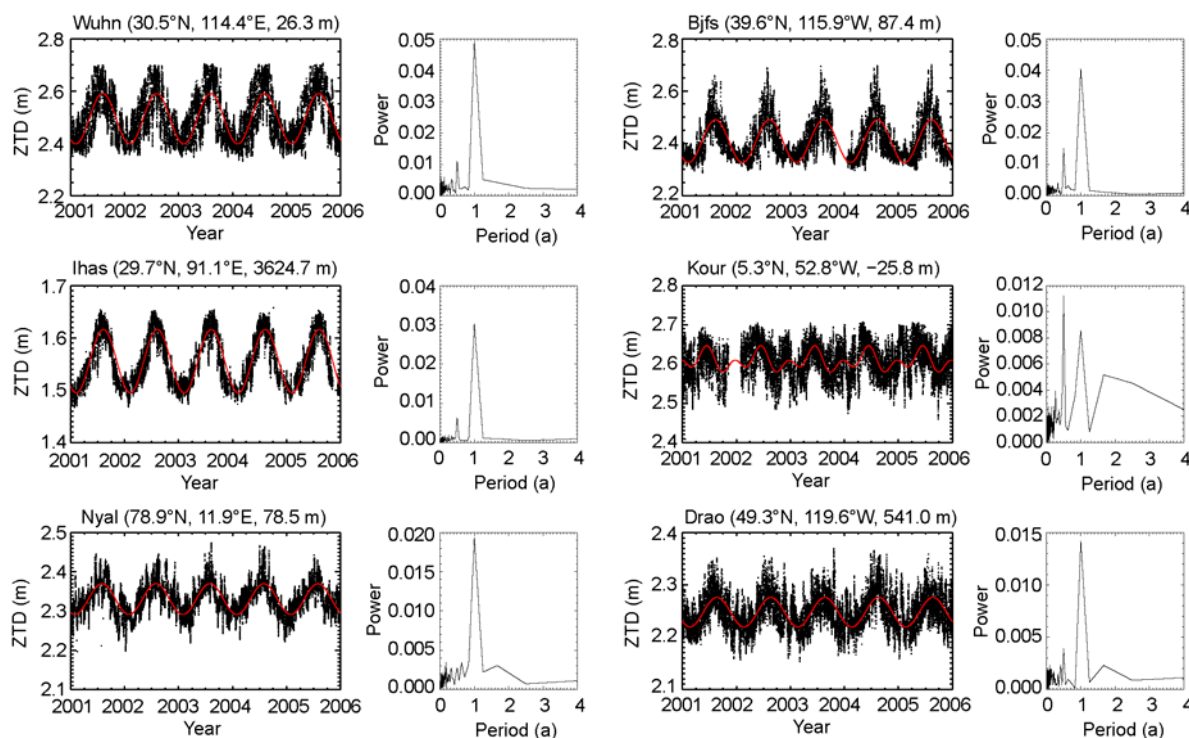 Wuhn (30.5°N, 114.4°E, 26.3 m)
ZTD (m)
2.8
2.6
2.4
2.2
2001 2002 2003 2004 2005 2006
Year
Power
0.05
0.04
0.03
0.02
0.01
0.00
0 1 2 3 4
Period (a)
Bjfs (39.6°N, 115.9°W, 87.4 m)
ZTD (m)
2.8
2.6
2.4
2.2
2001 2002 2003 2004 2005 2006
Year
Power
0.05
0.04
0.03
0.02
0.01
0.00
0 1 2 3 4
Period (a)
Ihas (29.7°N, 91.1°E, 3624.7 m)
ZTD (m)
1.7
1.6
1.5
1.4
2001 2002 2003 2004 2005 2006
Year
Power
0.04
0.03
0.02
0.01
0.00
0 1 2 3 4
Period (a)
Kour (5.3°N, 52.8°W, −25.8 m)
ZTD (m)
2.8
2.7
2.6
2.5
2.4
2001 2002 2003 2004 2005 2006
Year
Power
0.012
0.010
0.008
0.006
0.004
0.002
0.000
0 1 2 3 4
Period (a)
Nyal (78.9°N, 11.9°E, 78.5 m)
ZTD (m)
2.5
2.4
2.3
2.2
2.1
2001 2002 2003 2004 2005 2006
Year
Power
0.020
0.015
0.010
0.005
0.000
0 1 2 3 4
Period (a)
Drao (49.3°N, 119.6°W, 541.0 m)
ZTD (m)
2.4
2.3
2.2
2.1
2001 2002 2003 2004 2005 2006
Year
Power
0.015
0.010
0.005
0.000
0 1 2 3 4
Period (a)